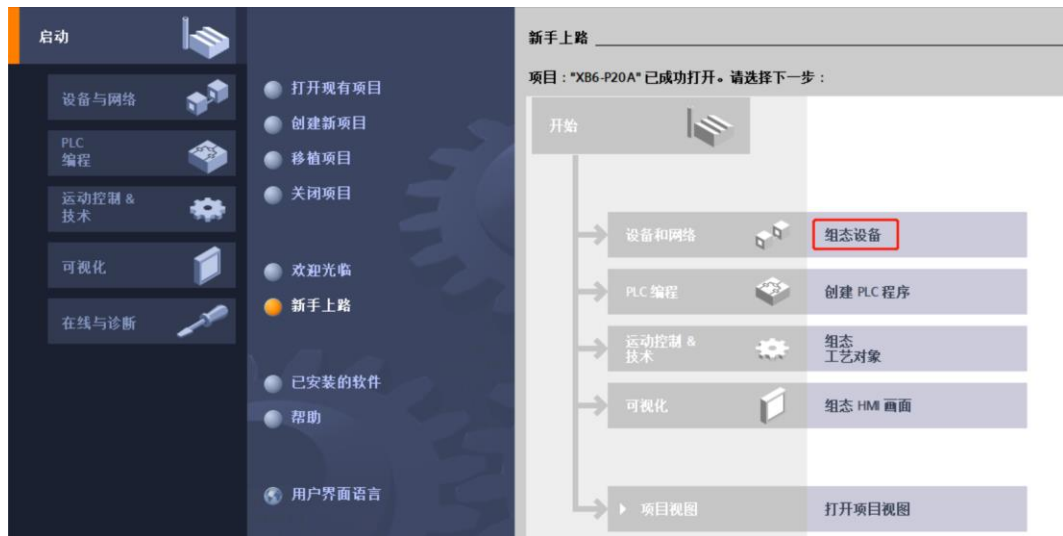 启动
设备与网络
PLC
编程
运动控制 &
技术
可视化
在线与诊断
打开现有项目
创建新项目
移植项目
关闭项目
欢迎光临
新手上路
已安装的软件
帮助
用户界面语言
新手上路
项目："XB6-P20A" 已成功打开。请选择下一步：
开始
设备和网络
组态设备
PLC 编程
创建 PLC 程序
运动控制 &
技术
组态
工艺对象
可视化
组态 HMI 画面
项目视图
打开项目视图